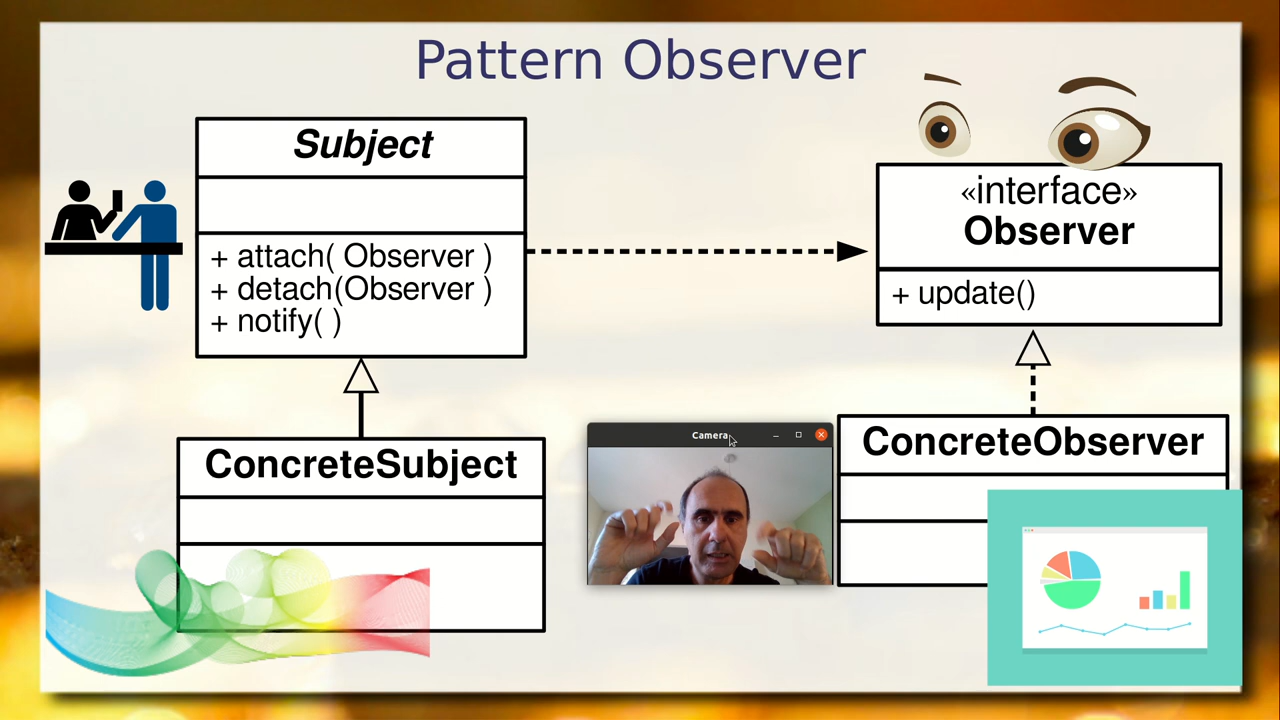 Pattern Observer
Subject
+ attach( Observer )
+ detach(Observer )
+ notify( )
«interface»
Observer
+ update()
ConcreteSubject
Camera
ConcreteObserver